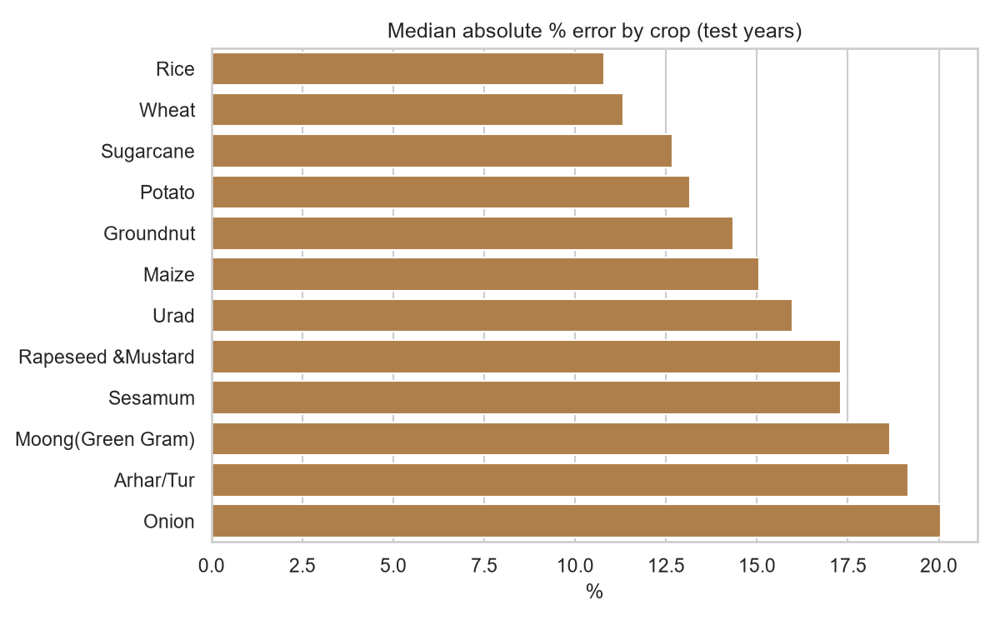 Median absolute % error by crop (test years)
Rice
Wheat
Sugarcane
Potato
Groundnut
Maize
Urad
Rapeseed &Mustard
Sesamum
Moong(Green Gram)
Arhar/Tur
Onion
0.0 2.5 5.0 7.5 10.0 12.5 15.0 17.5 20.0
%